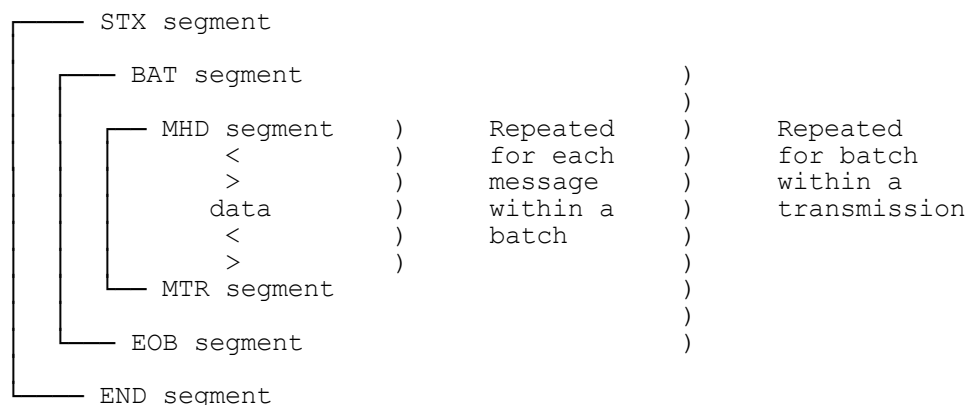 STX segment
BAT segment )
)
MHD segment ) Repeated ) Repeated
< ) for each ) for batch
> ) message ) within a
data ) within a ) transmission
< ) batch )
> ) )
MTR segment )
)
EOB segment )
END segment